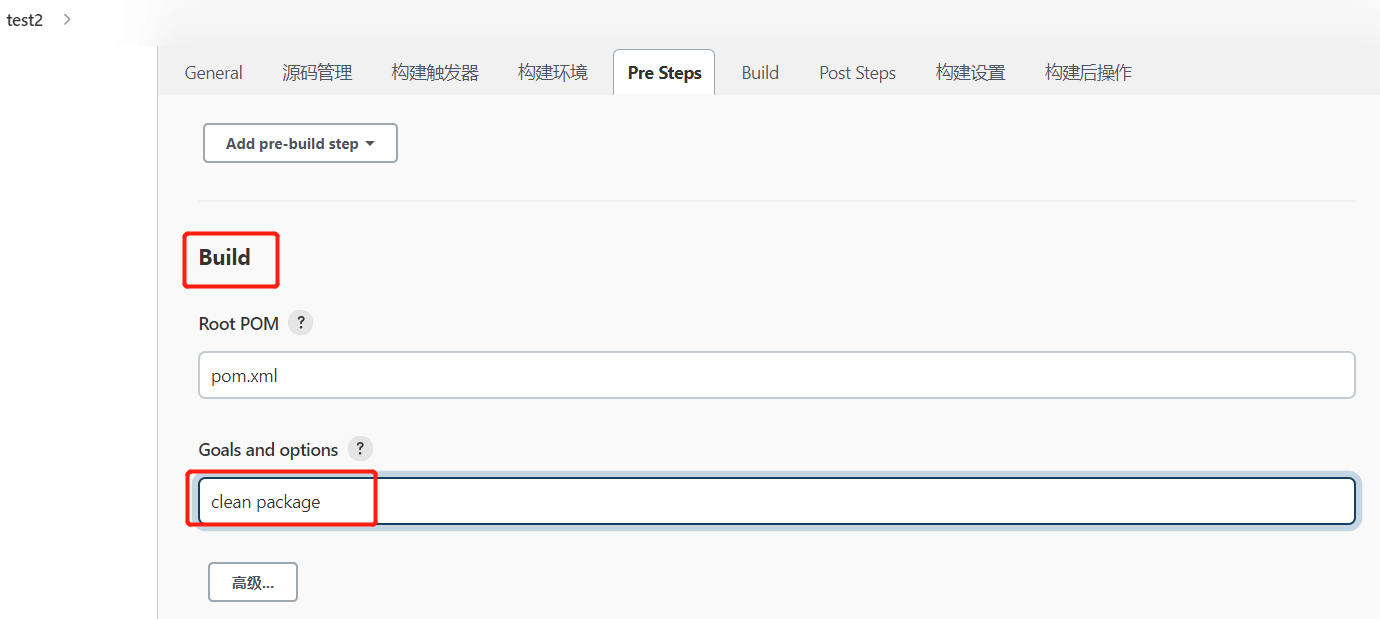 test2
General 源码管理 构建触发器 构建环境 Pre Steps Build Post Steps 构建设置 构建后操作
Add pre-build step
Build
Root POM ?
pom.xml
Goals and options ?
clean package
高级...